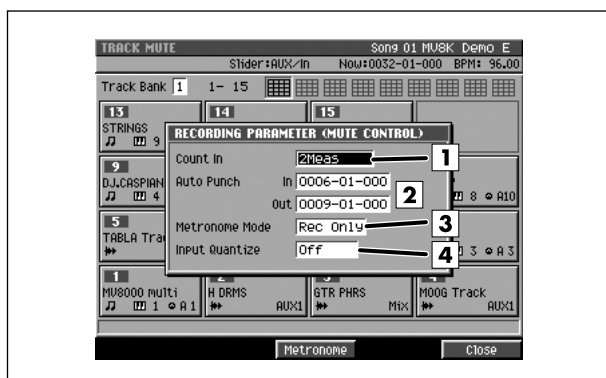 TRACK MUTE Song 01 MV8K Demo E
Slider:AUX/In Now:0032-01-000 BPM: 96.00
Track Bank 1 1- 15
13 14 15
STRINGS
9
RECORDING PARAMETER (MUTE CONTROL)
Count In 2Meas 1
Auto Punch In 0006-01-000
Out 0009-01-000 2
Metronome Mode Rec Only 3
Input Quantize Off 4
9
DJ.CASPIAN
4 8 A10
5
TABLA Tra
3 A 3
1
MV8000 multi H DRMS GTR PHRS MOOG Track
1 A 1 AUX1 Mix AUX1
Metronome Close